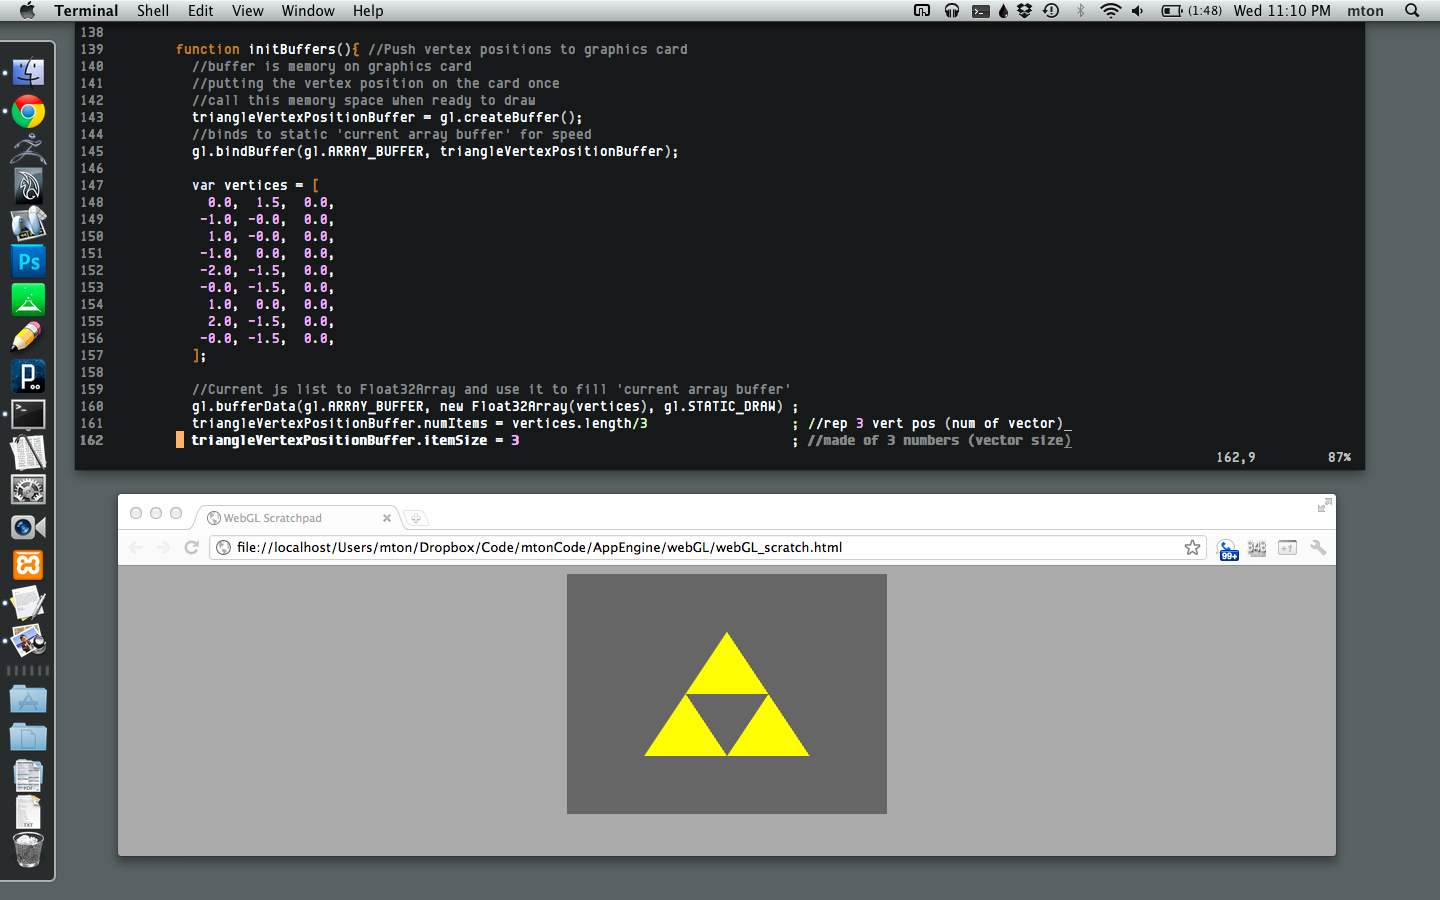 Terminal Shell Edit View Window Help (1:48) Wed 11:10 PM mton
138
139 function initBuffers(){ //Push vertex positions to graphics card
140 //buffer is memory on graphics card
141 //putting the vertex position on the card once
142 //call this memory space when ready to draw
143 triangleVertexPositionBuffer = gl.createBuffer();
144 //binds to static 'current array buffer' for speed
145 gl.bindBuffer(gl.ARRAY_BUFFER, triangleVertexPositionBuffer);
146
147 var vertices = [
148 0.0, 1.5, 0.0,
149 -1.0, -0.0, 0.0,
150 1.0, -0.0, 0.0,
151 -1.0, 0.0, 0.0,
152 -2.0, -1.5, 0.0,
153 -0.0, -1.5, 0.0,
154 1.0, 0.0, 0.0,
155 2.0, -1.5, 0.0,
156 -0.0, -1.5, 0.0,
157 ];
158
159 //Current js list to Float32Array and use it to fill 'current array buffer'
160 gl.bufferData(gl.ARRAY_BUFFER, new Float32Array(vertices), gl.STATIC_DRAW) ;
161 triangleVertexPositionBuffer.numItems = vertices.length/3 ; //rep 3 vert pos (num of vector)_
162 triangleVertexPositionBuffer.itemSize = 3 ; //made of 3 numbers (vector size)
162,9 87%
WebGL Scratchpad
file://localhost/Users/mton/Dropbox/Code/mtonCode/AppEngine/webGL/webGL_scratch.html
99+
+1
Ps
PDF
TXT